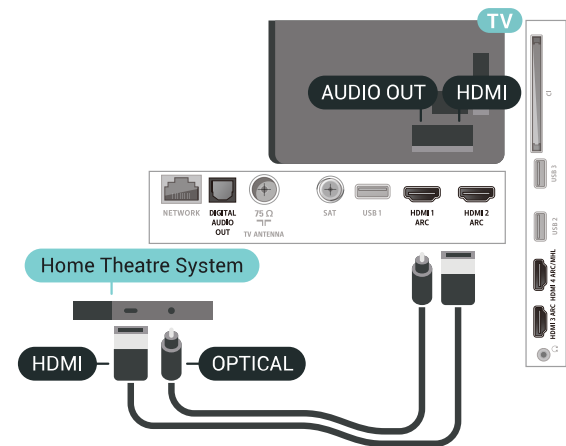 TV
AUDIO OUT
HDMI
NETWORK
DIGITAL
AUDIO
OUT
75 Ω
TV ANTENNA
SAT
USB 1
HDMI 1
ARC
HDMI 2
ARC
CI
USB 3
USB 2
HDMI 4 ARC/MHL
HDMI 3 ARC
Home Theatre System
HDMI
OPTICAL